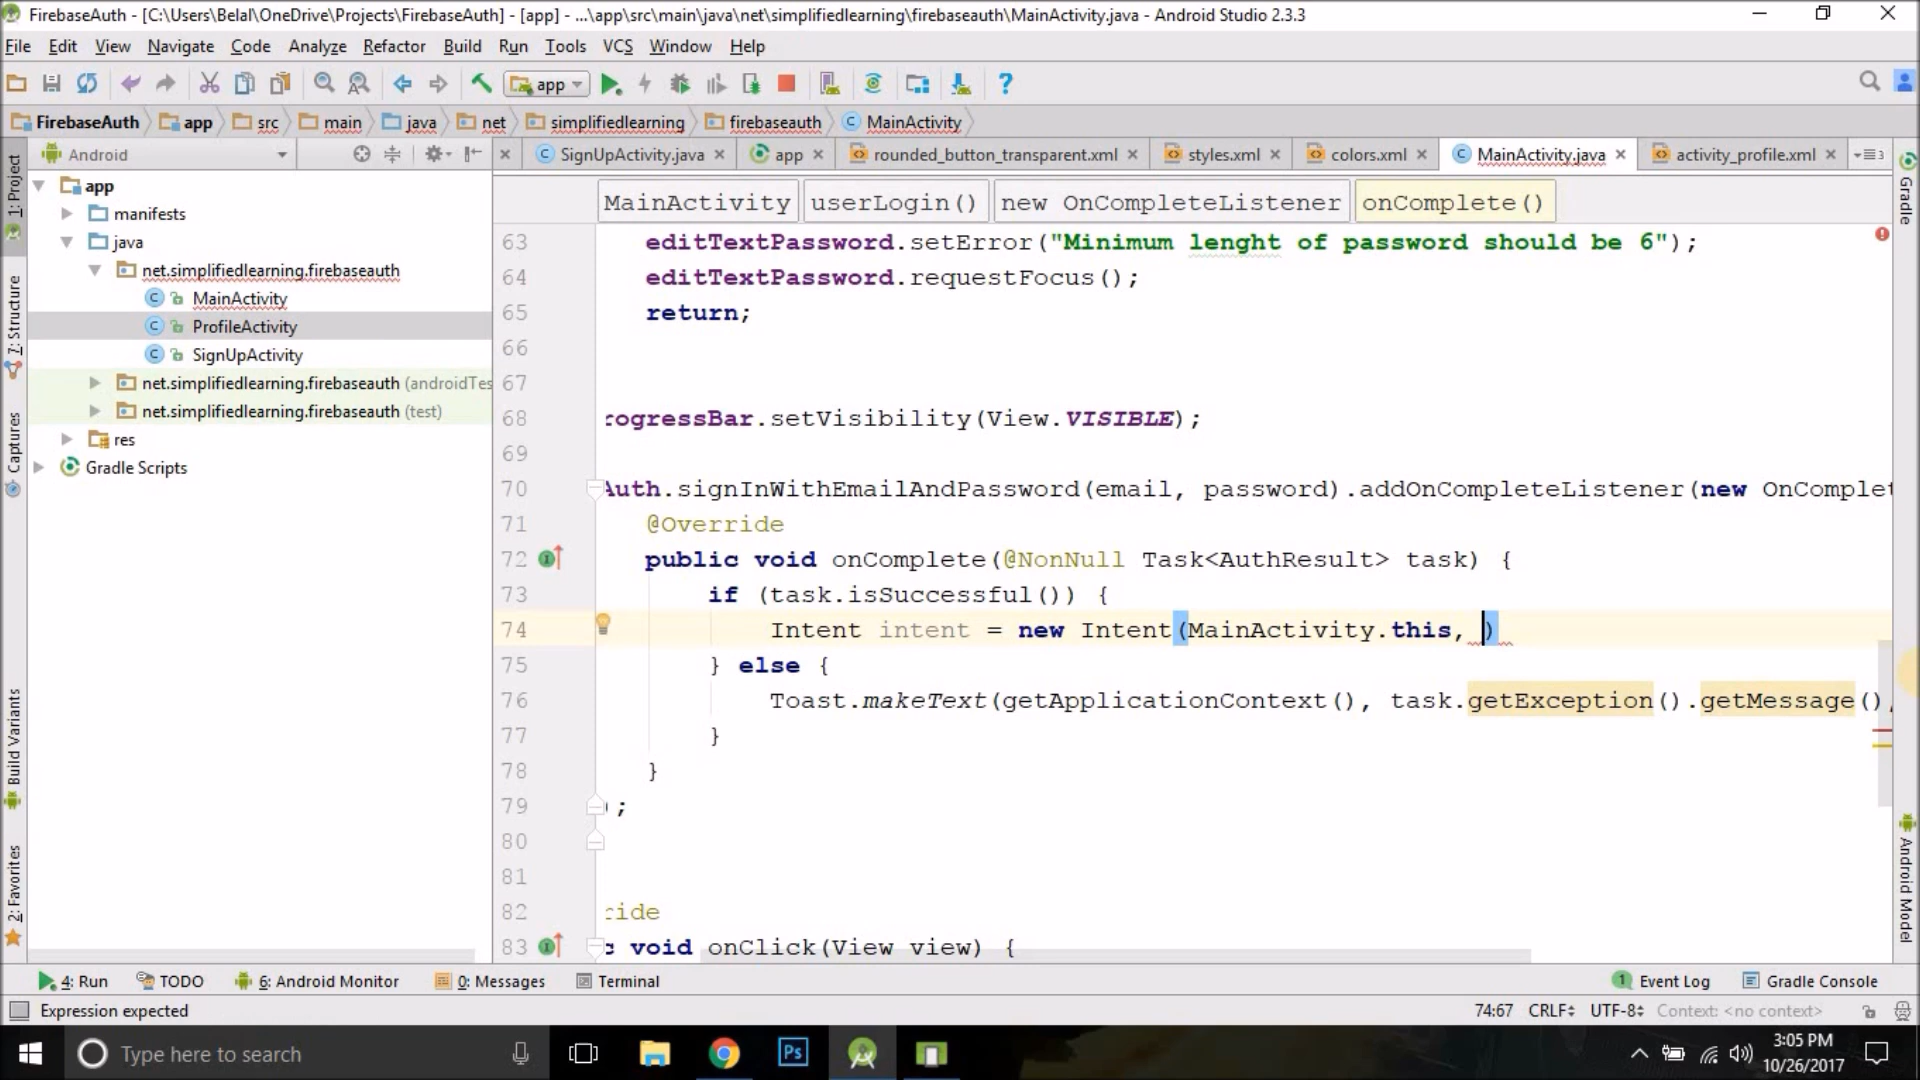 FirebaseAuth - [C:\Users\Belal\OneDrive\Projects\FirebaseAuth] - [app] - ...\app\src\main\java\net\simplifiedlearning\firebaseauth\MainActivity.java - Android Studio 2.3.3
File Edit View Navigate Code Analyze Refactor Build Run Tools VCS Window Help
app
FirebaseAuth app src main java net simplifiedlearning firebaseauth MainActivity
Android
SignUpActivity.java app rounded_button_transparent.xml styles.xml colors.xml MainActivity.java activity_profile.xml
3
1: Project
Z: Structure
Captures
Build Variants
2: Favorites
app
manifests
java
net.simplifiedlearning.firebaseauth
MainActivity
ProfileActivity
SignUpActivity
net.simplifiedlearning.firebaseauth (androidTes
net.simplifiedlearning.firebaseauth (test)
res
Gradle Scripts
MainActivity userLogin() new OnCompleteListener onComplete()
63 editTextPassword.setError("Minimum lenght of password should be 6");
64 editTextPassword.requestFocus();
65 return;
66
67
68 rogressBar.setVisibility(View.VISIBLE);
69
70 Auth.signInWithEmailAndPassword(email, password).addOnCompleteListener(new OnComplet
71 @Override
72 public void onComplete(@NonNull Task<AuthResult> task) {
73 if (task.isSuccessful()) {
74 Intent intent = new Intent(MainActivity.this, )
75 } else {
76 Toast.makeText(getApplicationContext(), task.getException().getMessage(),
77 }
78 }
79 );
80
81
82 ride
83 c void onClick(View view) {
Gradle
Android Model
4: Run TODO 6: Android Monitor 0: Messages Terminal 1 Event Log Gradle Console
Expression expected 74:67 CRLF UTF-8 Context: <no context>
Type here to search Ps
3:05 PM
10/26/2017